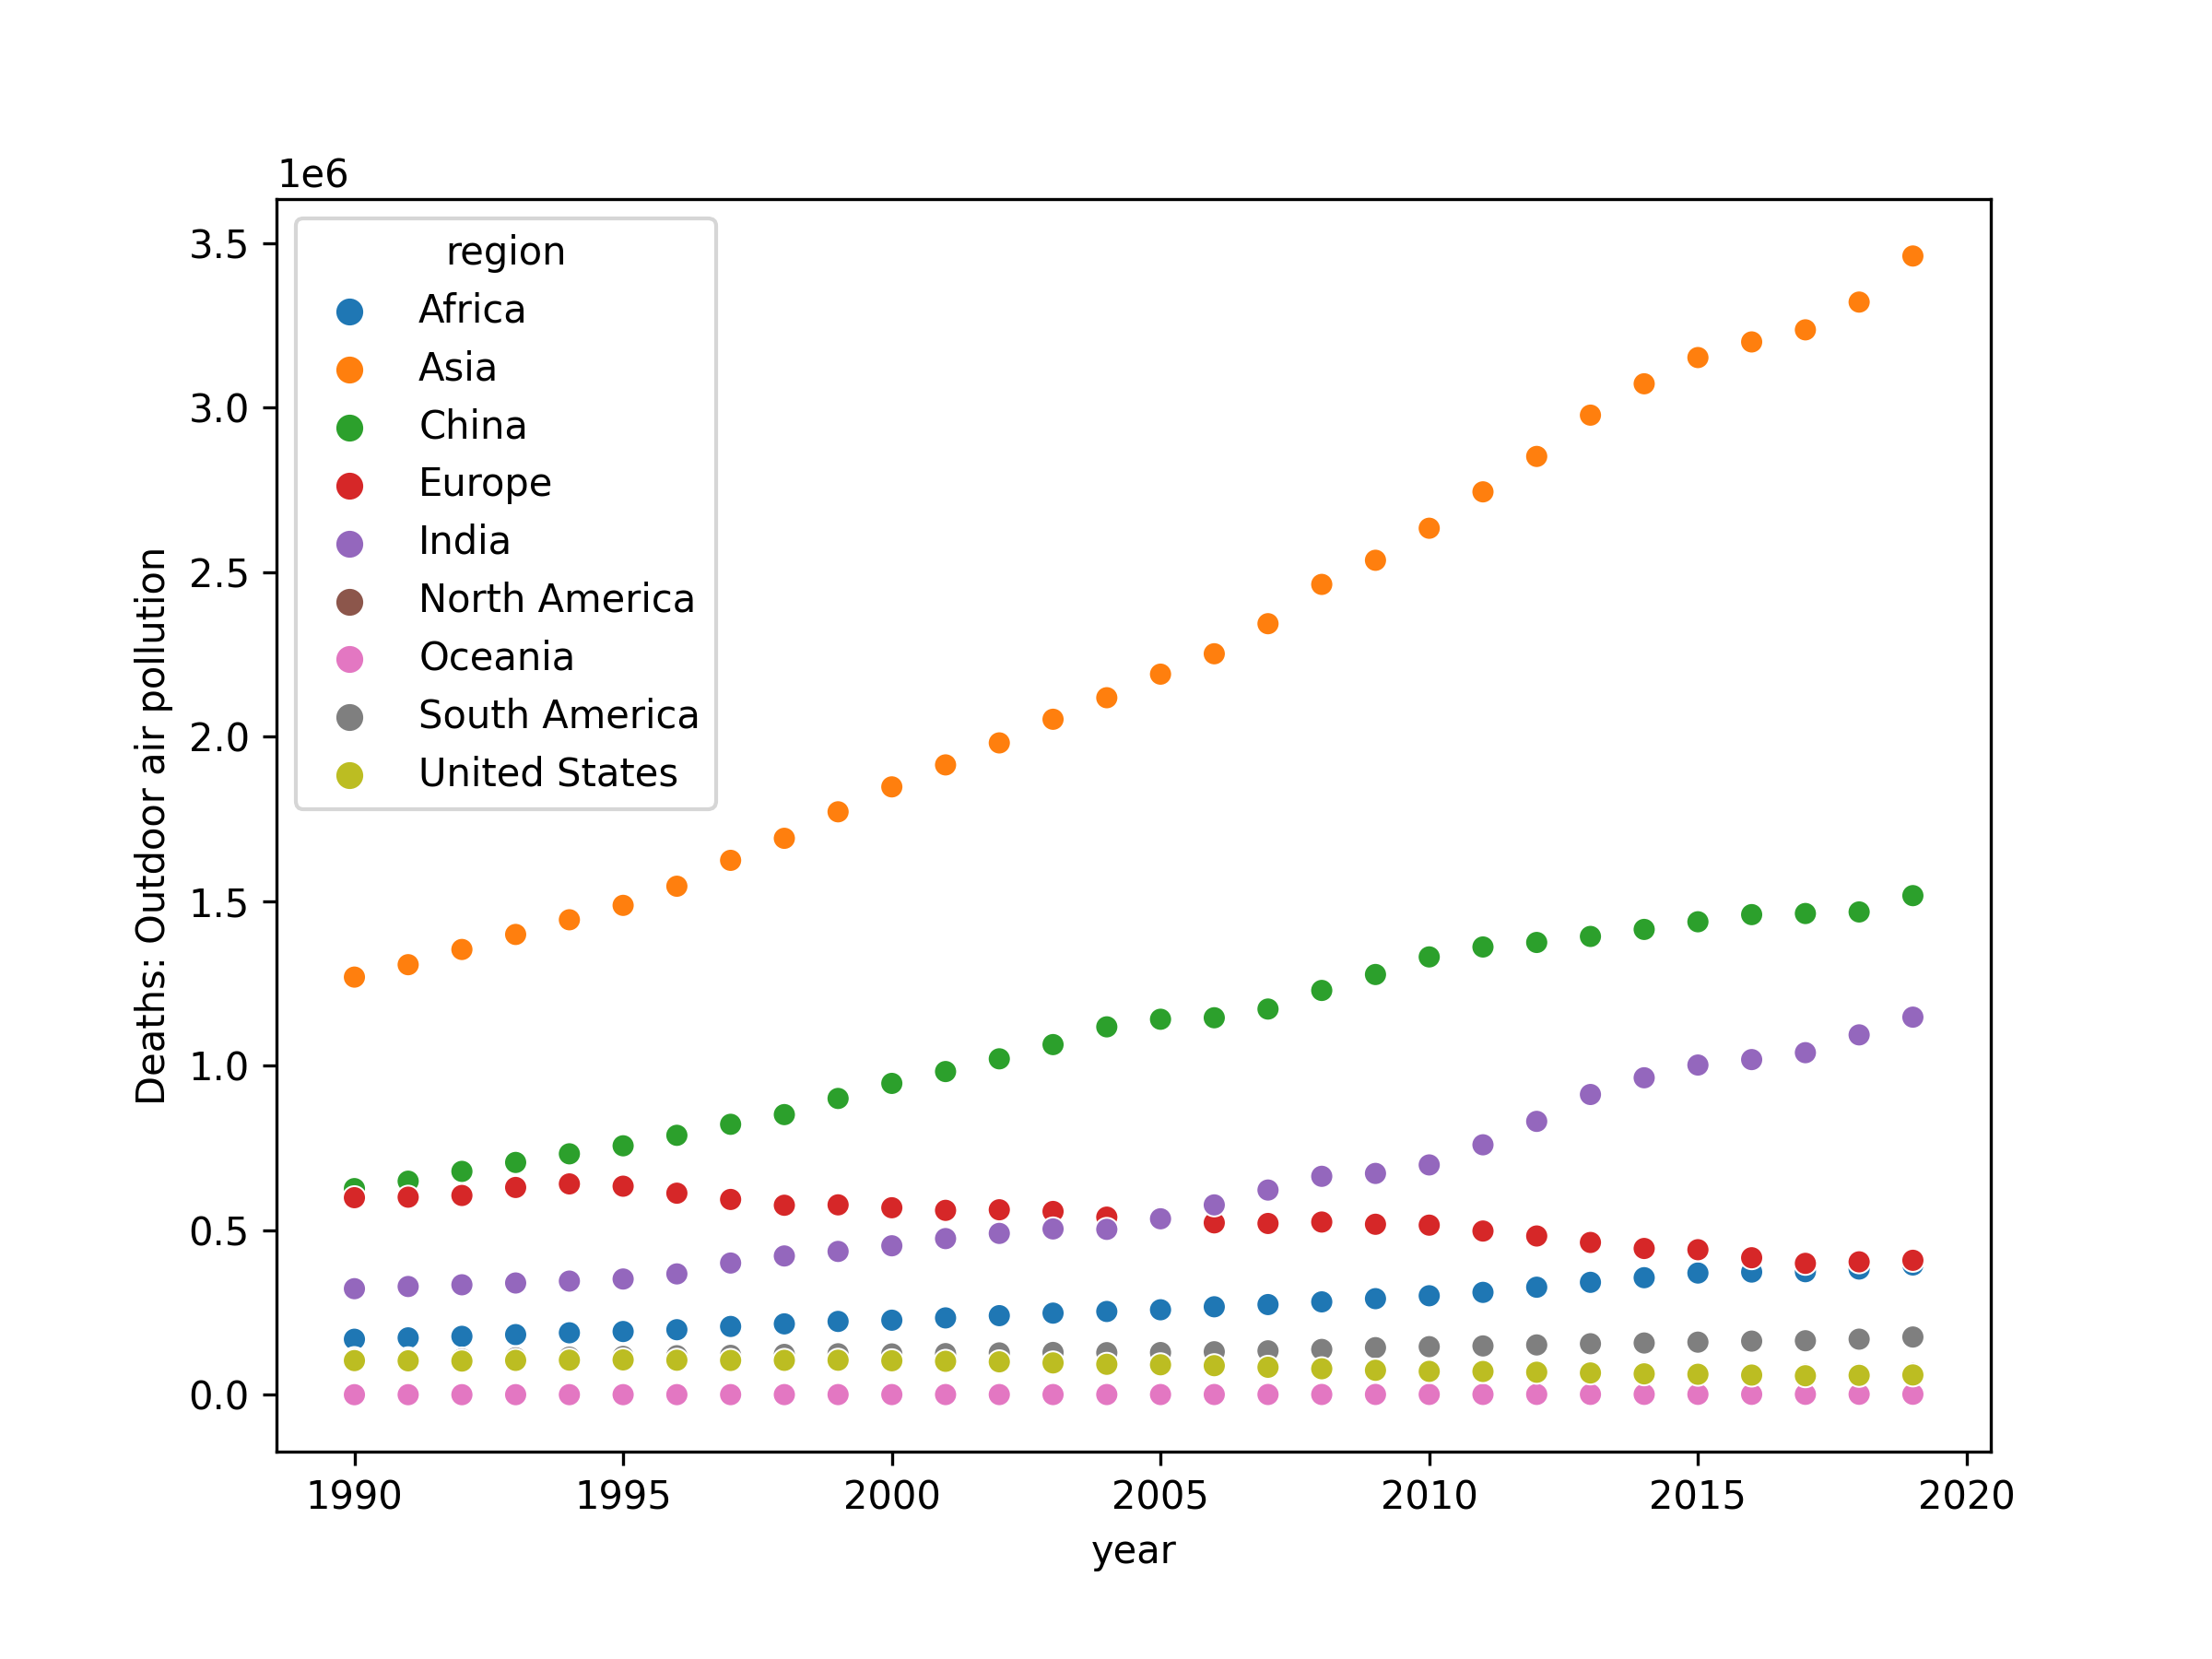 1e6
3.5
3.0
2.5
2.0
1.5
1.0
0.5
0.0
Deaths: Outdoor air pollution
region
Africa
Asia
China
Europe
India
North America
Oceania
South America
United States
1990 1995 2000 2005 2010 2015 2020
year